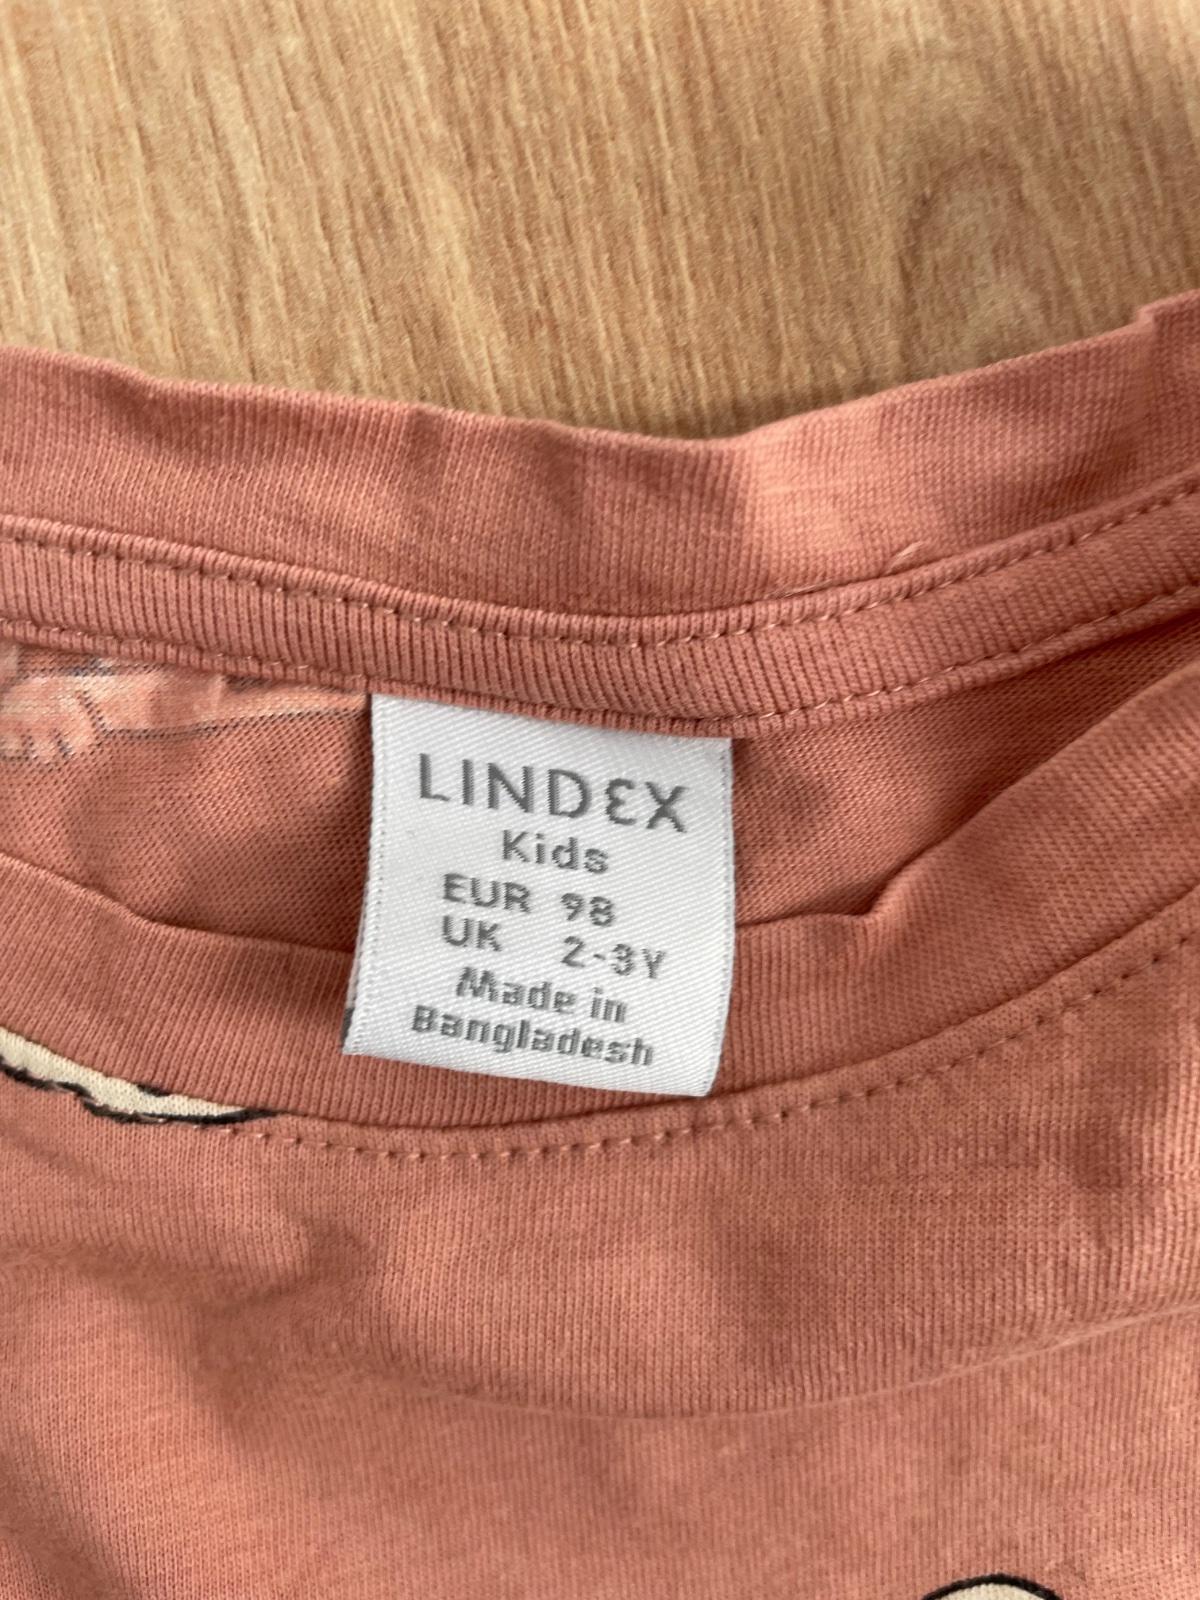 LINDEX
Kids
EUR 98
UK 2-3Y
Made in
Bangladesh